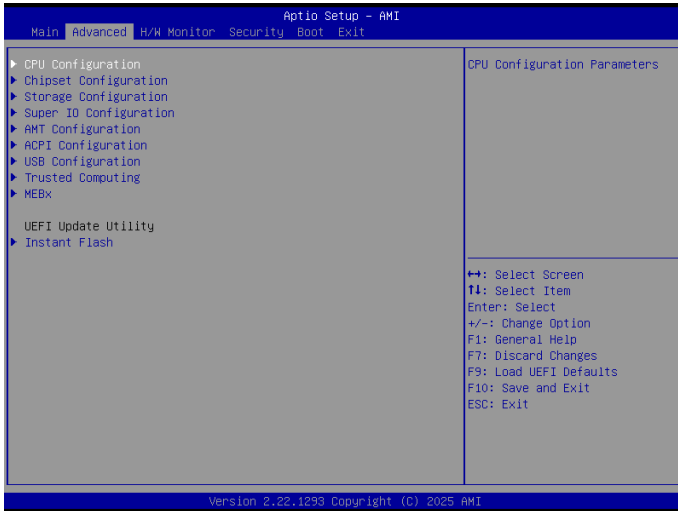 Aptio Setup - AMI
Main Advanced H/W Monitor Security Boot Exit
CPU Configuration
Chipset Configuration
Storage Configuration
Super IO Configuration
AMT Configuration
ACPI Configuration
USB Configuration
Trusted Computing
MEBx
UEFI Update Utility
Instant Flash
CPU Configuration Parameters
↔: Select Screen
↑↓: Select Item
Enter: Select
+/-: Change Option
F1: General Help
F7: Discard Changes
F9: Load UEFI Defaults
F10: Save and Exit
ESC: Exit
Version 2.22.1293 Copyright (C) 2025 AMI